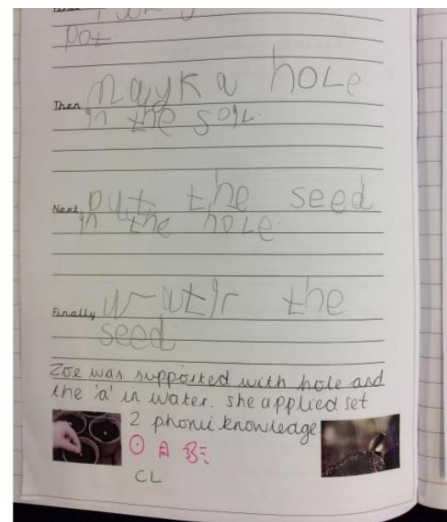 pot
Then mayk a hole
in the soil.
Next put the seed
in the hole.
Finally watir the
seed
Zoe was supported with hole and
the 'a' in water. she applied set
2 phonic knowledge
CL